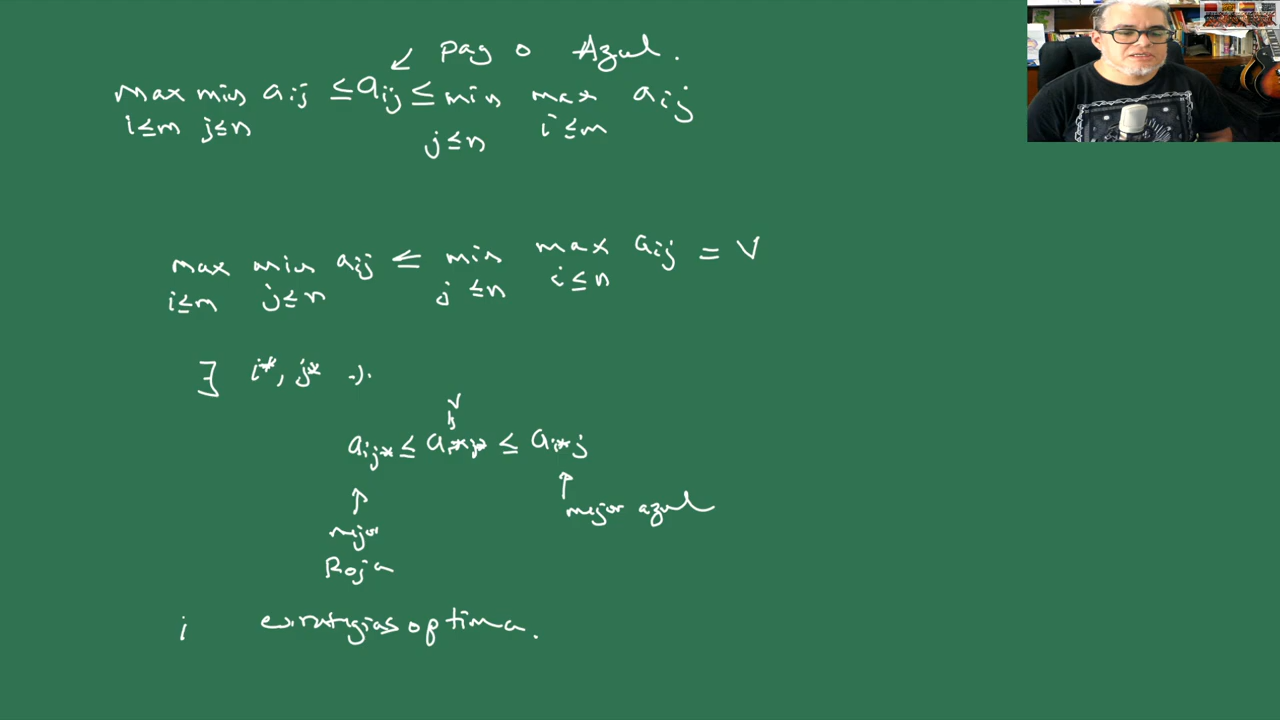 ↙ pago Azul.
max min aij ≤ aij ≤ min max aij
i≤m j≤n j≤n i≤m
max min aij ≤ min max aij = V
i≤m j≤n j≤n i≤n
∃ i*, j* .).
V
aij* ≤ ai*j* ≤ ai*j
↑ ↑
mejor azul
mejor
Roja
i estrategias optima.